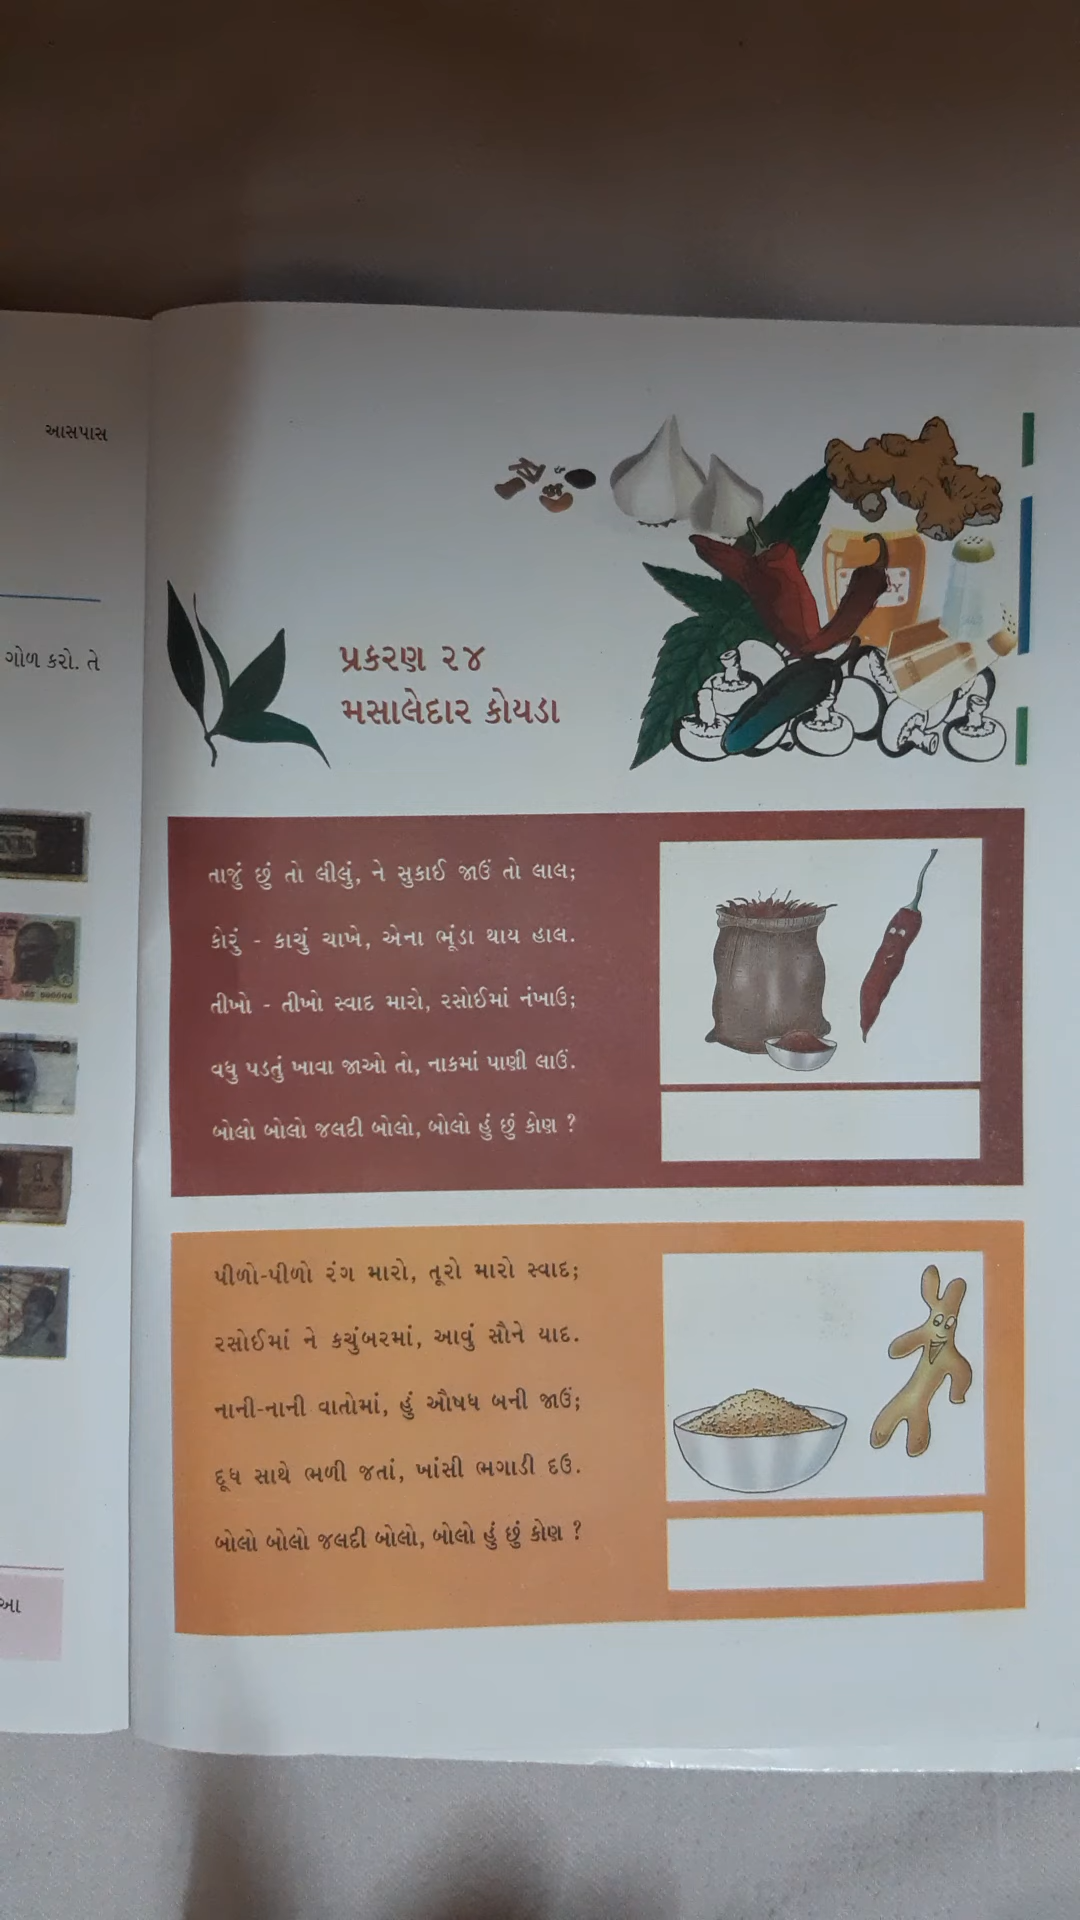 આસપાસ
ગોળ કરો. તે
આ
પ્રકરણ ૨૪
મસાલેદાર કોયડા
તાજું છું તો લીલું, ને સુકાઈ જાઉં તો લાલ;
કોરું - કાચું ચાખે, એના ભૂંડા થાય હાલ.
તીખો - તીખો સ્વાદ મારો, રસોઈમાં નંખાઉ;
વધુ પડતું ખાવા જાઓ તો, નાકમાં પાણી લાઉં.
બોલો બોલો જલદી બોલો, બોલો હું છું કોણ ?
પીળો-પીળો રંગ મારો, તૂરો મારો સ્વાદ;
રસોઈમાં ને કચુંબરમાં, આવું સૌને યાદ.
નાની-નાની વાતોમાં, હું ઔષધ બની જાઉં;
દૂધ સાથે ભળી જતાં, ખાંસી ભગાડી દઉ.
બોલો બોલો જલદી બોલો, બોલો હું છું કોણ ?